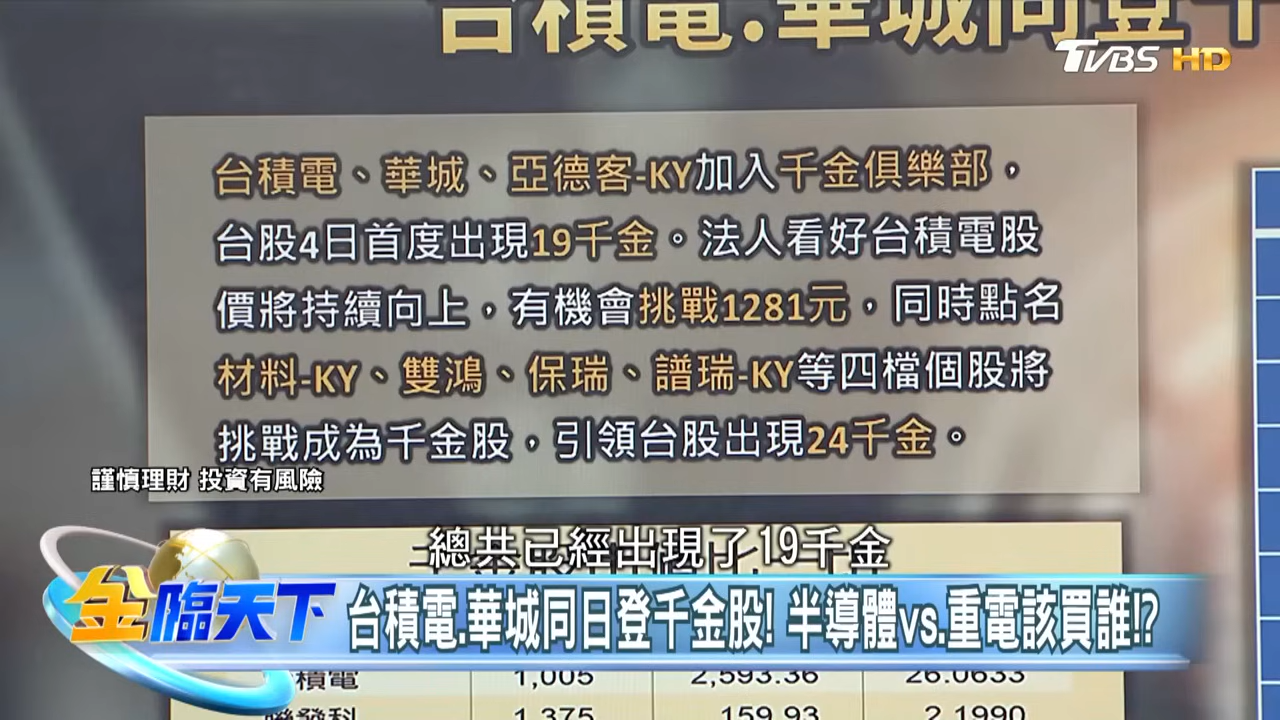 台積電.華城同登千
TVBS HD
台積電、華城、亞德客-KY加入千金俱樂部，
台股4日首度出現19千金。法人看好台積電股
價將持續向上，有機會挑戰1281元，同時點名
材料-KY、雙鴻、保瑞、譜瑞-KY等四檔個股將
挑戰成為千金股，引領台股出現24千金。
謹慎理財 投資有風險
總共已經出現了19千金
金臨天下
台積電.華城同日登千金股! 半導體vs.重電該買誰!?
積電 1,005 2,593.36 26.0633
聯發科 1,375 159.93 2.1990